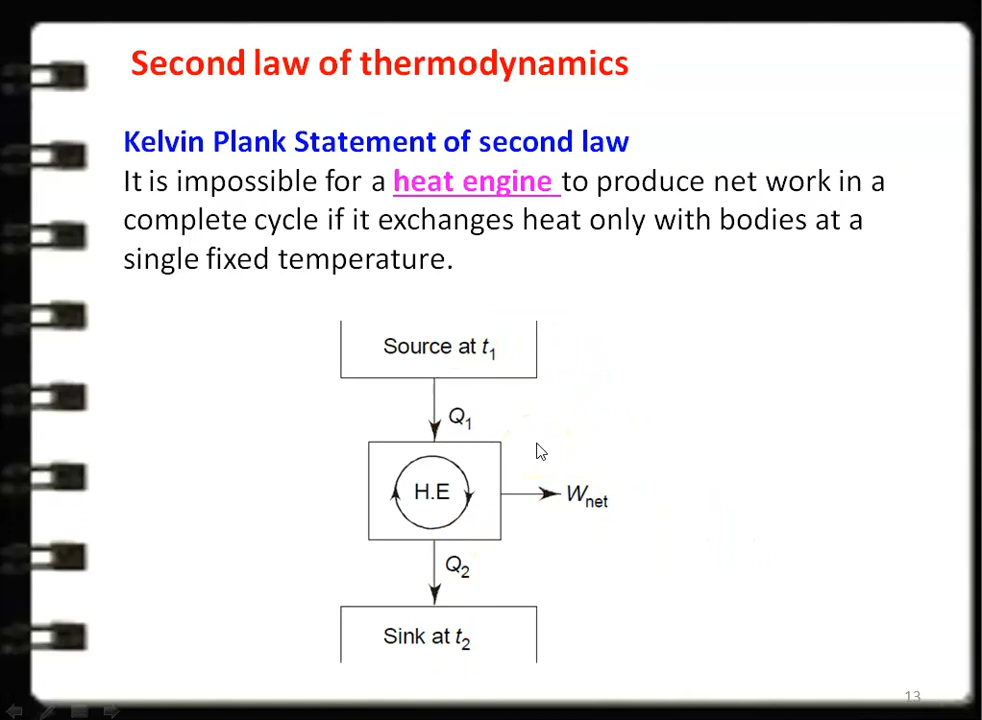 Second law of thermodynamics
Kelvin Plank Statement of second law
It is impossible for a heat engine to produce net work in a
complete cycle if it exchanges heat only with bodies at a
single fixed temperature.
Source at t₁
Q₁
H.E
Wnet
Q₂
Sink at t₂
13